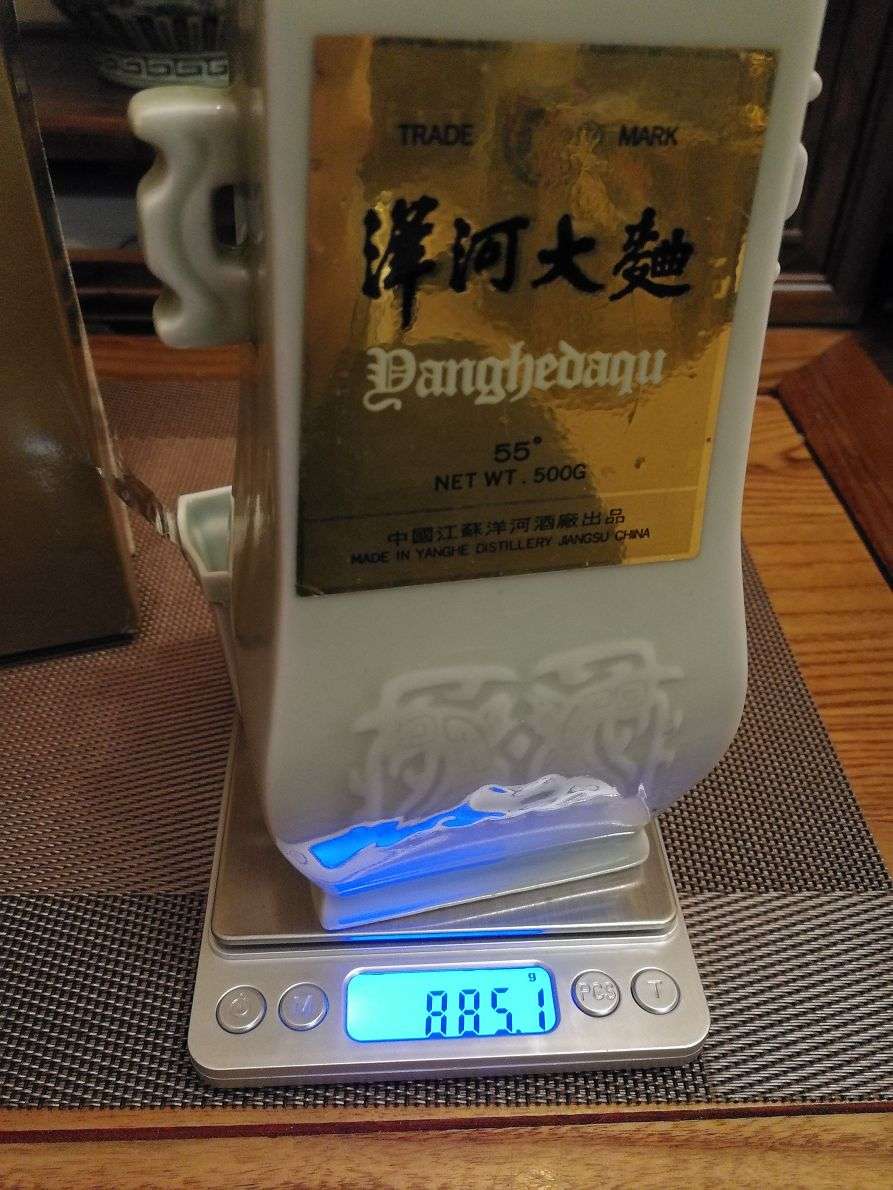 TRADE MARK
洋河大麯
Yanghedaqu
55°
NET WT. 500G
中國江蘇洋河酒廠出品
MADE IN YANGHE DISTILLERY JIANGSU CHINA
g
885.1
M PCS T